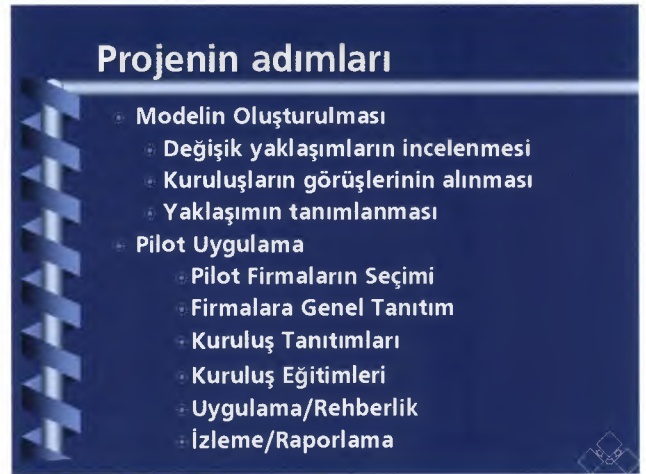 Projenin adımları
Modelin Oluşturulması
Değişik yaklaşımların incelenmesi
Kuruluşların görüşlerinin alınması
Yaklaşımın tanımlanması
Pilot Uygulama
Pilot Firmaların Seçimi
Firmalara Genel Tanıtım
Kuruluş Tanıtımları
Kuruluş Eğitimleri
Uygulama/Rehberlik
İzleme/Raporlama